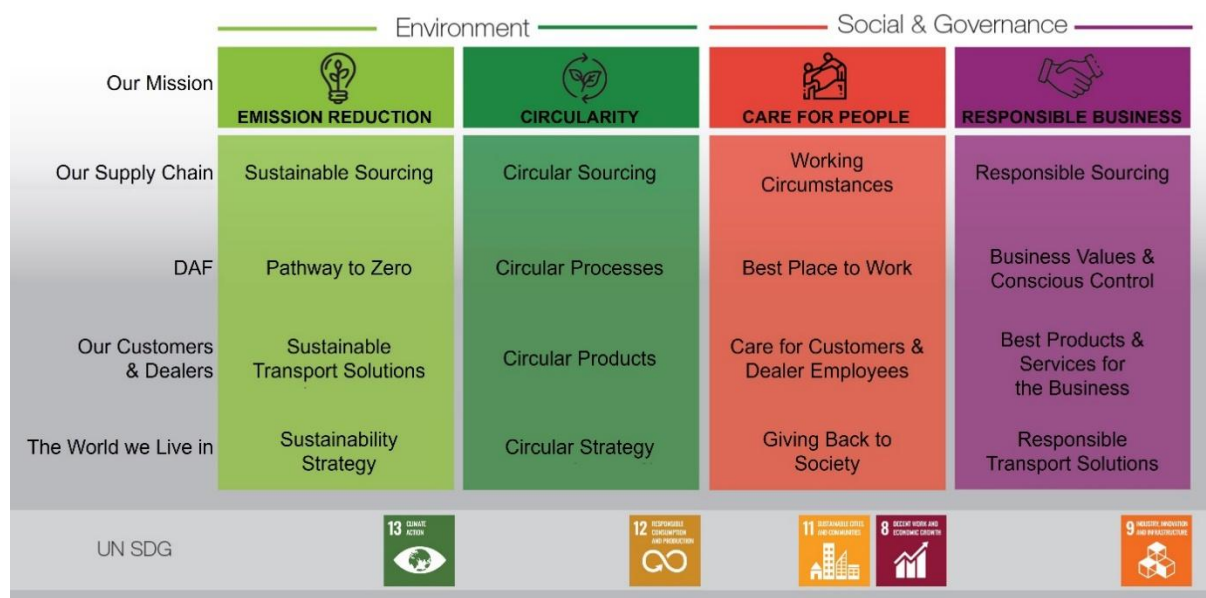 Environment
Social & Governance
Our Mission
EMISSION REDUCTION
CIRCULARITY
CARE FOR PEOPLE
RESPONSIBLE BUSINESS
Our Supply Chain
Sustainable Sourcing
Circular Sourcing
Working
Circumstances
Responsible Sourcing
DAF
Pathway to Zero
Circular Processes
Best Place to Work
Business Values &
Conscious Control
Our Customers
& Dealers
Sustainable
Transport Solutions
Circular Products
Care for Customers &
Dealer Employees
Best Products &
Services for
the Business
The World we Live in
Sustainability
Strategy
Circular Strategy
Giving Back to
Society
Responsible
Transport Solutions
UN SDG
13 CLIMATE
ACTION
12 RESPONSIBLE
CONSUMPTION
AND PRODUCTION
11 SUSTAINABLE CITIES
AND COMMUNITIES
8 DECENT WORK AND
ECONOMIC GROWTH
9 INDUSTRY, INNOVATION
AND INFRASTRUCTURE